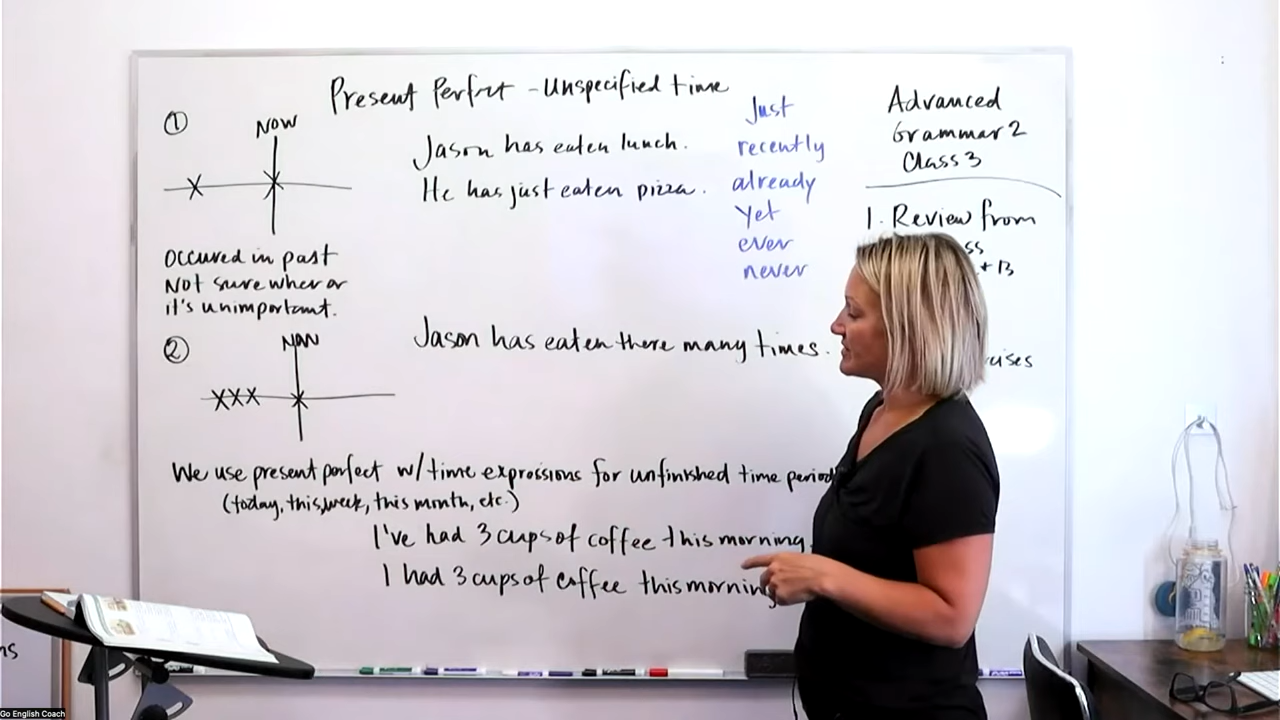 Present Perfect - Unspecified time
①
NOW
Occured in past
Not sure when or
it's unimportant.
Jason has eaten lunch.
He has just eaten pizza.
Just
recently
already
yet
ever
never
②
NOW
Jason has eaten there many times.
We use present perfect w/time expressions for unfinished time period
(today, this week, this month, etc.)
I've had 3 cups of coffee this morning.
I had 3 cups of coffee this morning
Advanced
Grammar 2
Class 3
1. Review from
ss
+ B
cises
Go English Coach